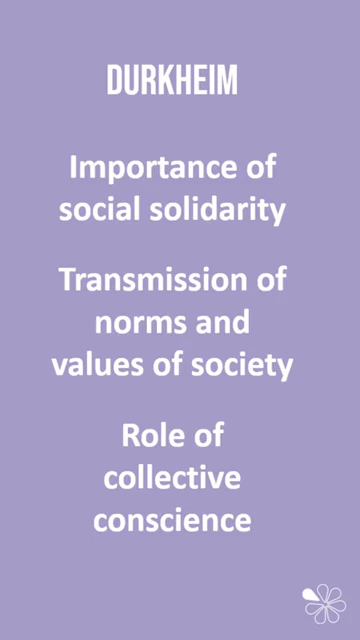 DURKHEIM
Importance of
social solidarity
Transmission of
norms and
values of society
Role of
collective
conscience